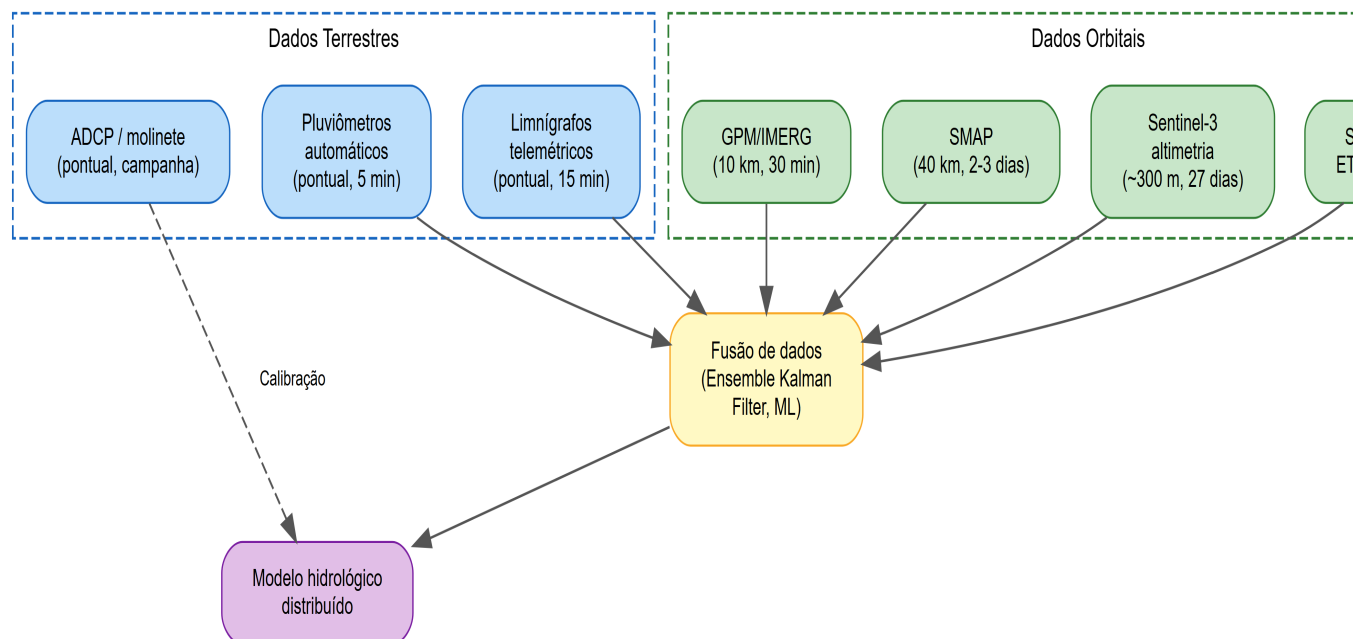 Dados Terrestres
ADCP / molinete
(pontual, campanha)
Pluviômetros
automáticos
(pontual, 5 min)
Limnígrafos
telemétricos
(pontual, 15 min)
Dados Orbitais
GPM/IMERG
(10 km, 30 min)
SMAP
(40 km, 2-3 dias)
Sentinel-3
altimetria
(~300 m, 27 dias)
S
ET
Fusão de dados
(Ensemble Kalman
Filter, ML)
Calibração
Modelo hidrológico
distribuído